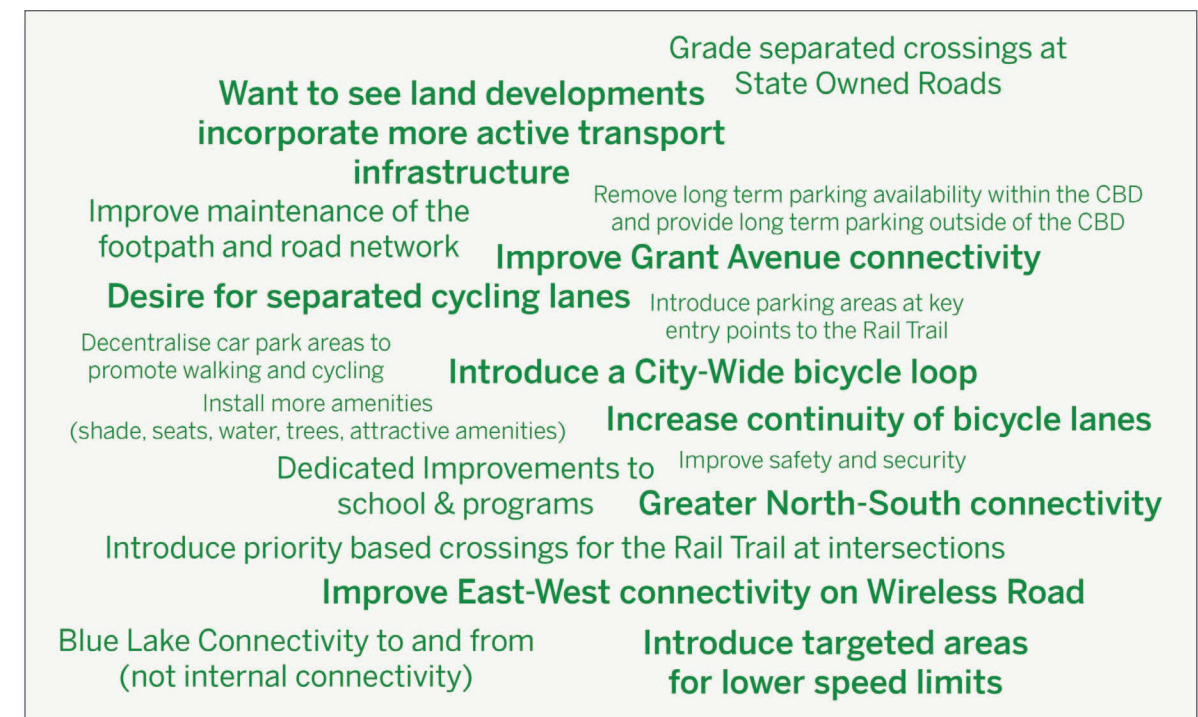 Grade separated crossings at
State Owned Roads
Want to see land developments
incorporate more active transport
infrastructure
Remove long term parking availability within the CBD
and provide long term parking outside of the CBD
Improve maintenance of the
footpath and road network
Improve Grant Avenue connectivity
Desire for separated cycling lanes
Introduce parking areas at key
entry points to the Rail Trail
Decentralise car park areas to
promote walking and cycling
Introduce a City-Wide bicycle loop
Install more amenities
(shade, seats, water, trees, attractive amenities)
Increase continuity of bicycle lanes
Dedicated Improvements to
school & programs
Improve safety and security
Greater North-South connectivity
Introduce priority based crossings for the Rail Trail at intersections
Improve East-West connectivity on Wireless Road
Blue Lake Connectivity to and from
(not internal connectivity)
Introduce targeted areas
for lower speed limits